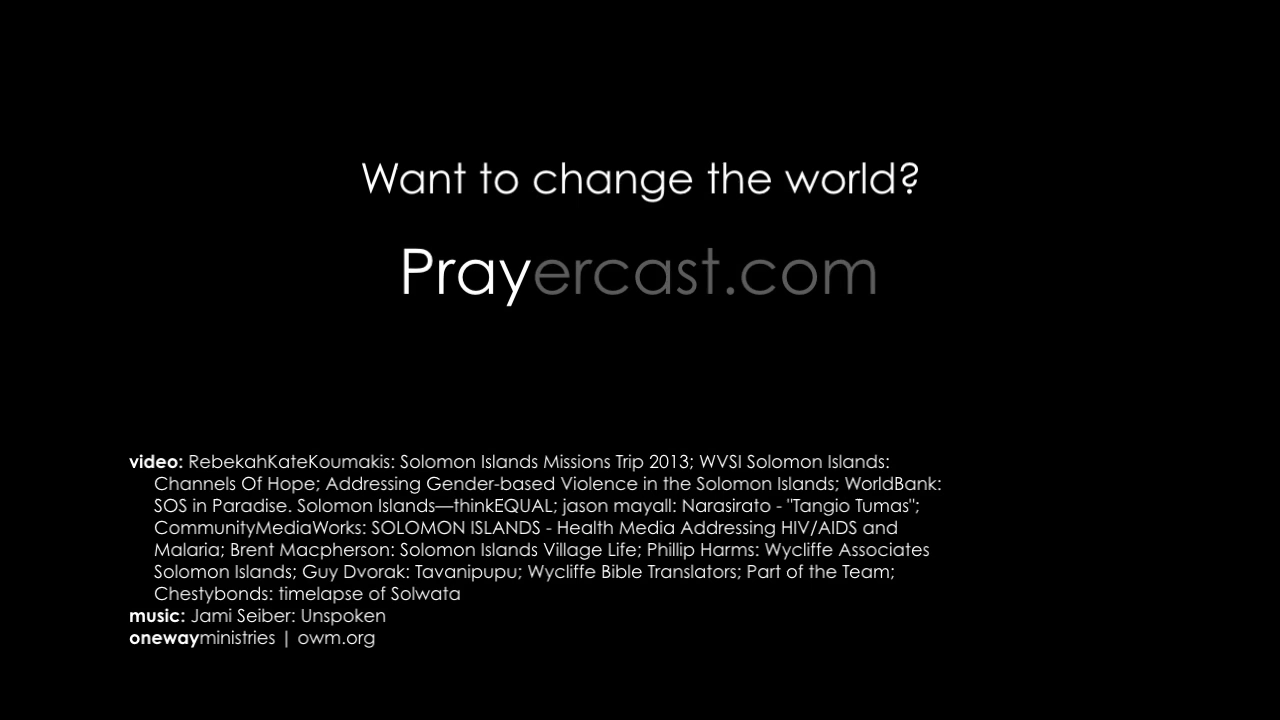 Want to change the world?
Prayercast.com
video: RebekahKateKoumakis: Solomon Islands Missions Trip 2013; WVSI Solomon Islands:
Channels Of Hope; Addressing Gender-based Violence in the Solomon Islands; WorldBank:
SOS in Paradise. Solomon Islands—thinkEQUAL; jason mayall: Narasirato - "Tangio Tumas";
CommunityMediaWorks: SOLOMON ISLANDS - Health Media Addressing HIV/AIDS and
Malaria; Brent Macpherson: Solomon Islands Village Life; Phillip Harms: Wycliffe Associates
Solomon Islands; Guy Dvorak: Tavanipupu; Wycliffe Bible Translators; Part of the Team;
Chestybonds: timelapse of Solwata
music: Jami Seiber: Unspoken
onewayministries | owm.org